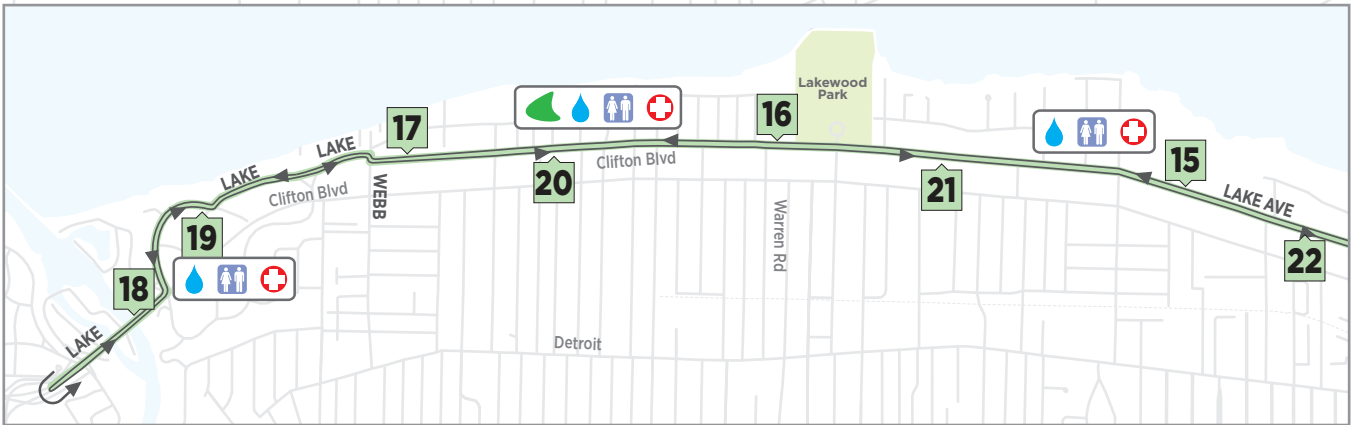 Lakewood
Park
16
17
LAKE
15
Clifton Blvd
20
LAKE
21
Clifton Blvd
WEBB
LAKE AVE
Warren Rd
19
22
18
LAKE
Detroit